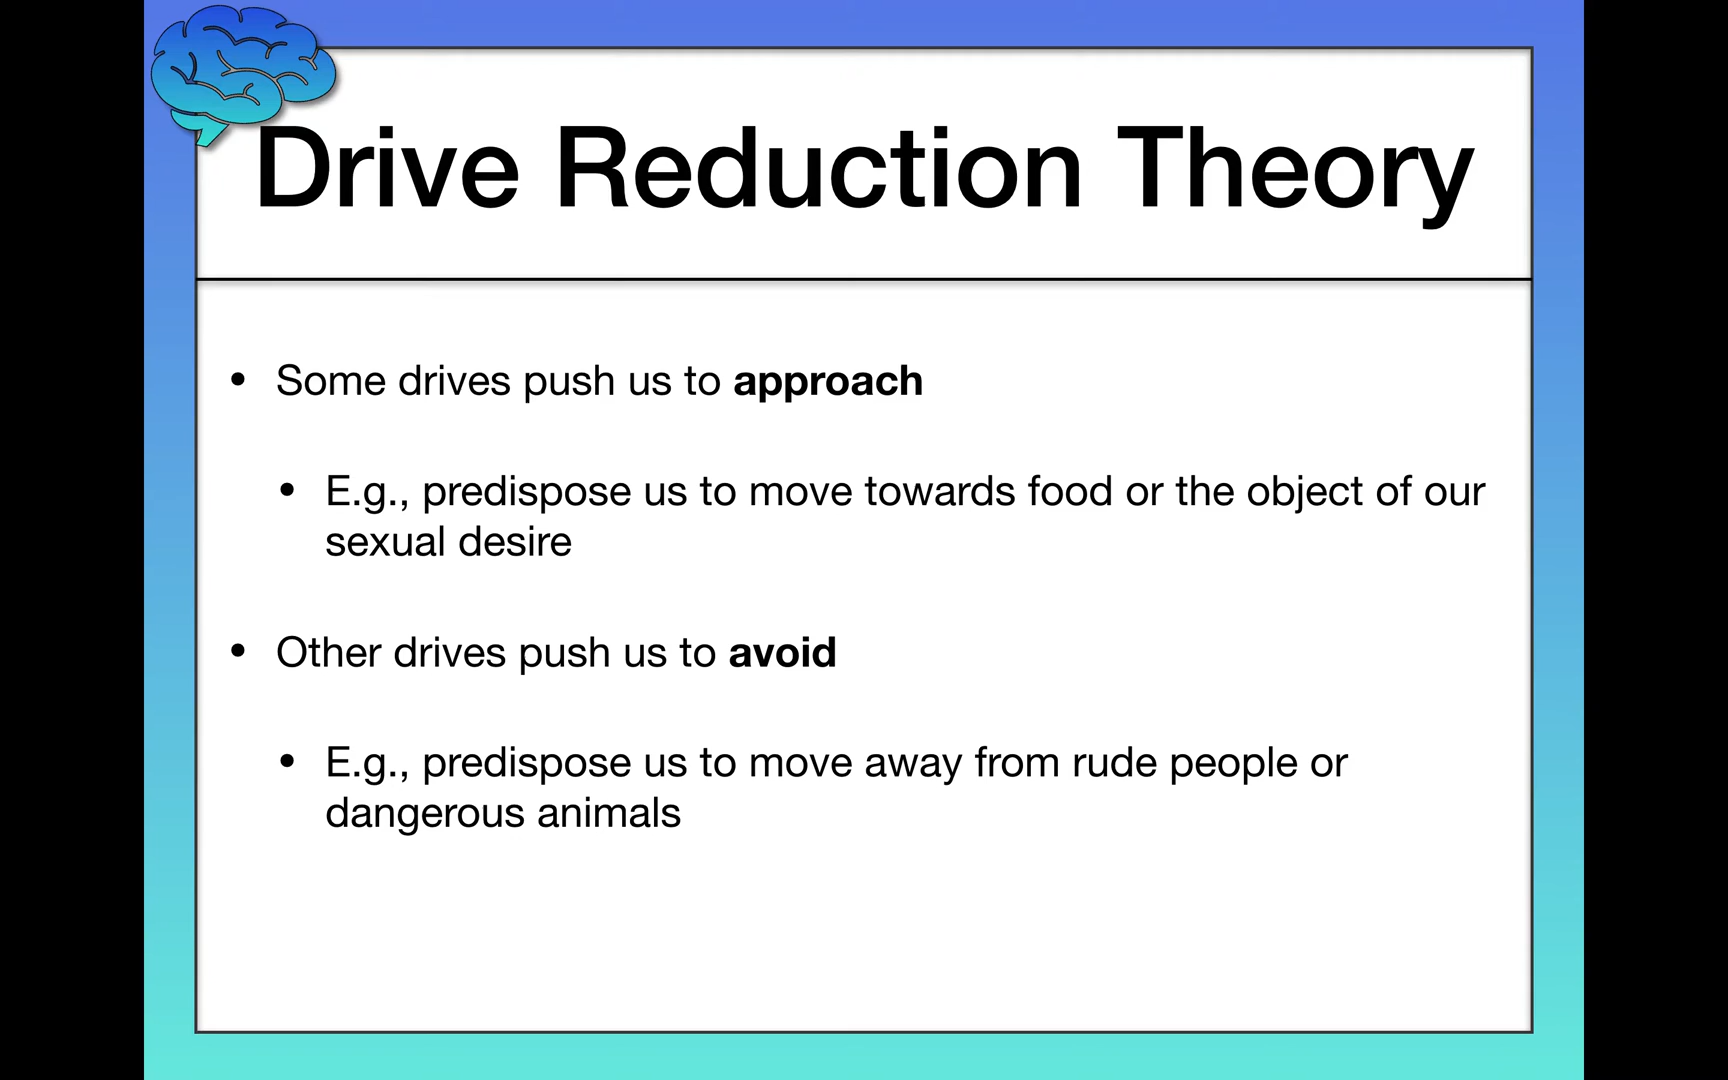 Drive Reduction Theory
• Some drives push us to approach
• E.g., predispose us to move towards food or the object of our
sexual desire
• Other drives push us to avoid
• E.g., predispose us to move away from rude people or
dangerous animals